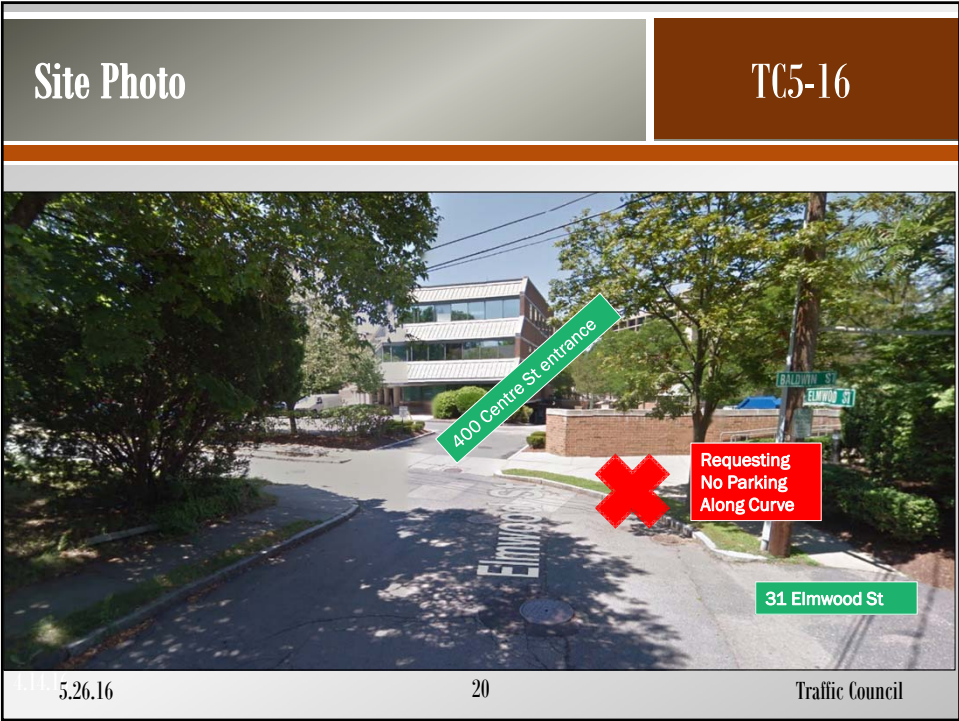 Site Photo
TC5-16
400 Centre St entrance
BALDWIN ST
ELMWOOD ST
Requesting
No Parking
Along Curve
Elmwood St
31 Elmwood St
5.26.16
20
Traffic Council